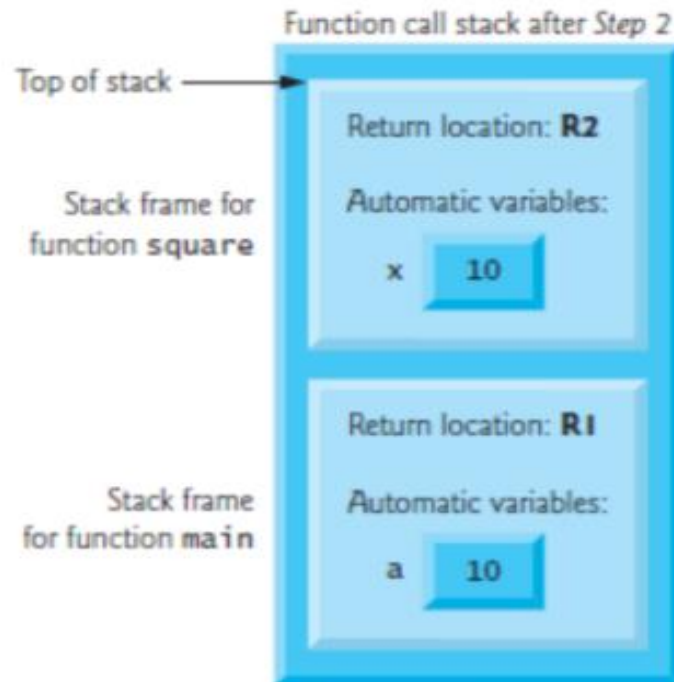 Function call stack after Step 2
Top of stack
Return location: R2
Stack frame for
function square
Automatic variables:
x 10
Return location: R1
Stack frame
for function main
Automatic variables:
a 10